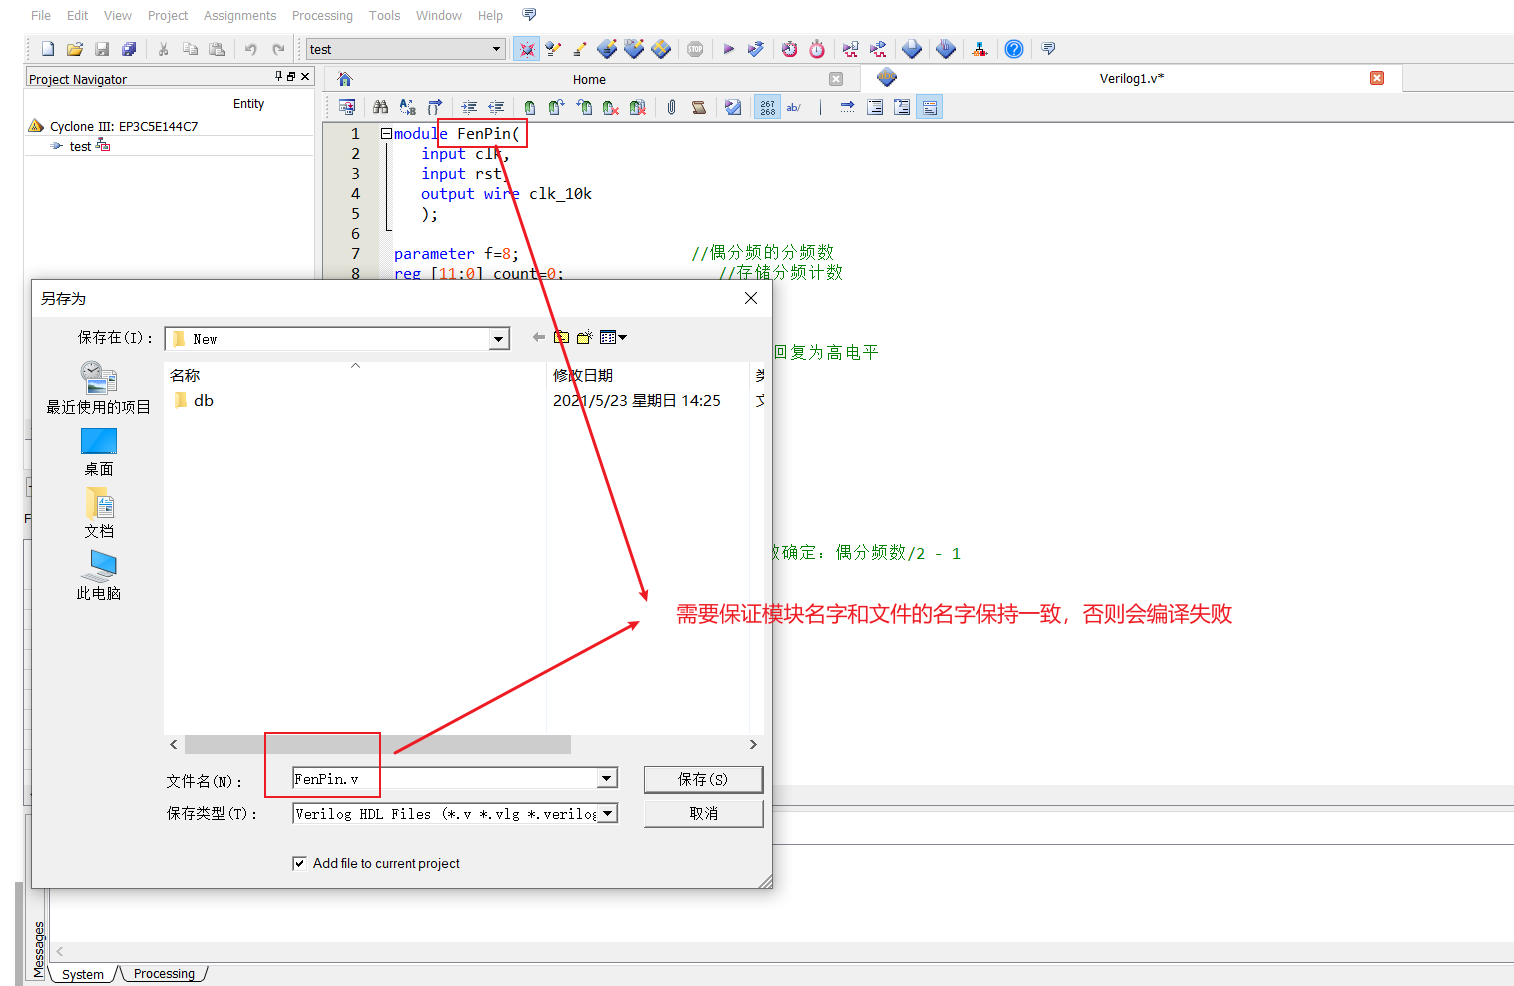 File Edit View Project Assignments Processing Tools Window Help
test
Project Navigator
Home
Verilog1.v*
Entity
Cyclone III: EP3C5E144C7
test
267
268
ab/
1 module FenPin(
2 input clk,
3 input rst,
4 output wire clk_10k
5 );
6
7 parameter f=8; //偶分频的分频数
8 reg [11:0] count=0; //存储分频计数
另存为
保存在(I):
New
回复为高电平
名称
修改日期
db
2021/5/23 星期日 14:25
最近使用的项目
桌面
文档
此电脑
数确定: 偶分频数/2 - 1
需要保证模块名字和文件的名字保持一致，否则会编译失败
文件名(N):
FenPin.v
保存(S)
保存类型(T):
Verilog HDL Files (*.v *.vlg *.verilog
取消
Add file to current project
Messages
System
Processing